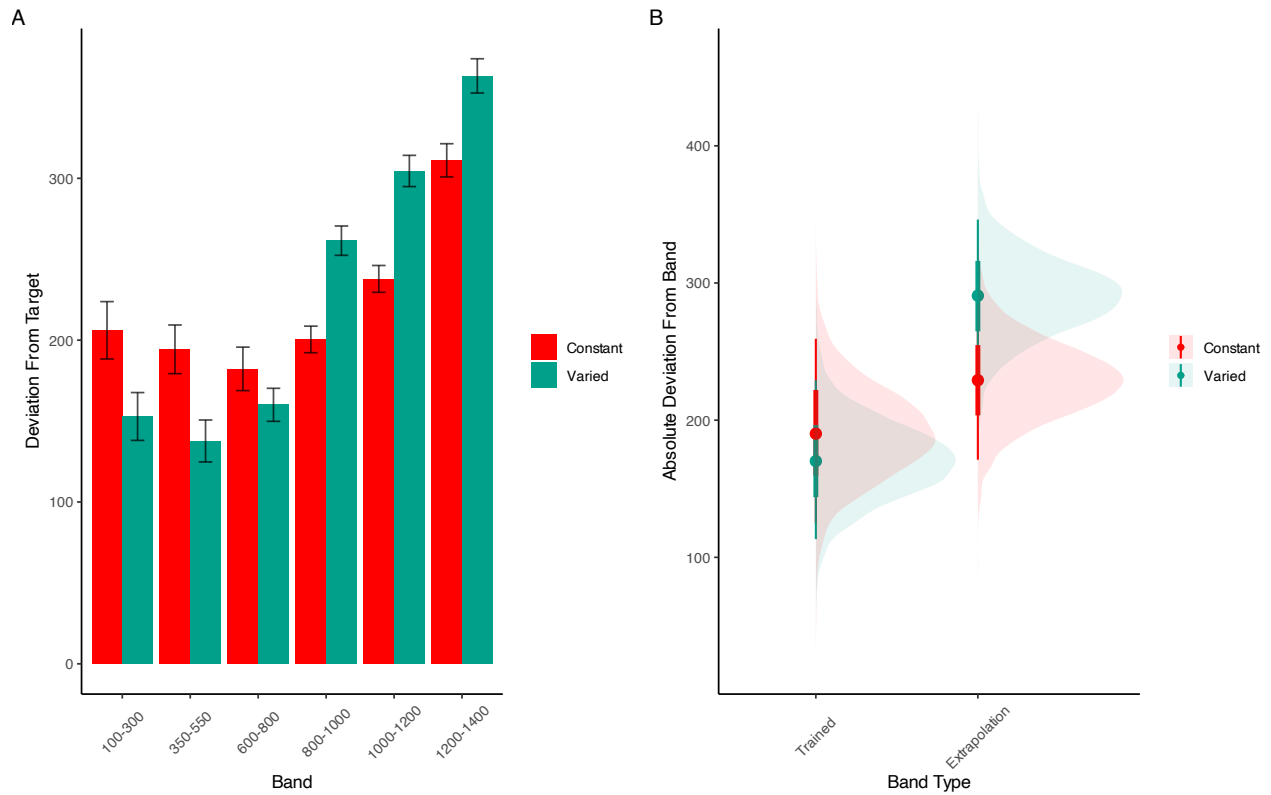 A
Deviation From Target
300
200
100
0
100-300
350-550
600-800
800-1000
1000-1200
1200-1400
Band
Constant
Varied
B
Absolute Deviation From Band
400
300
200
100
Trained
Extrapolation
Band Type
Constant
Varied